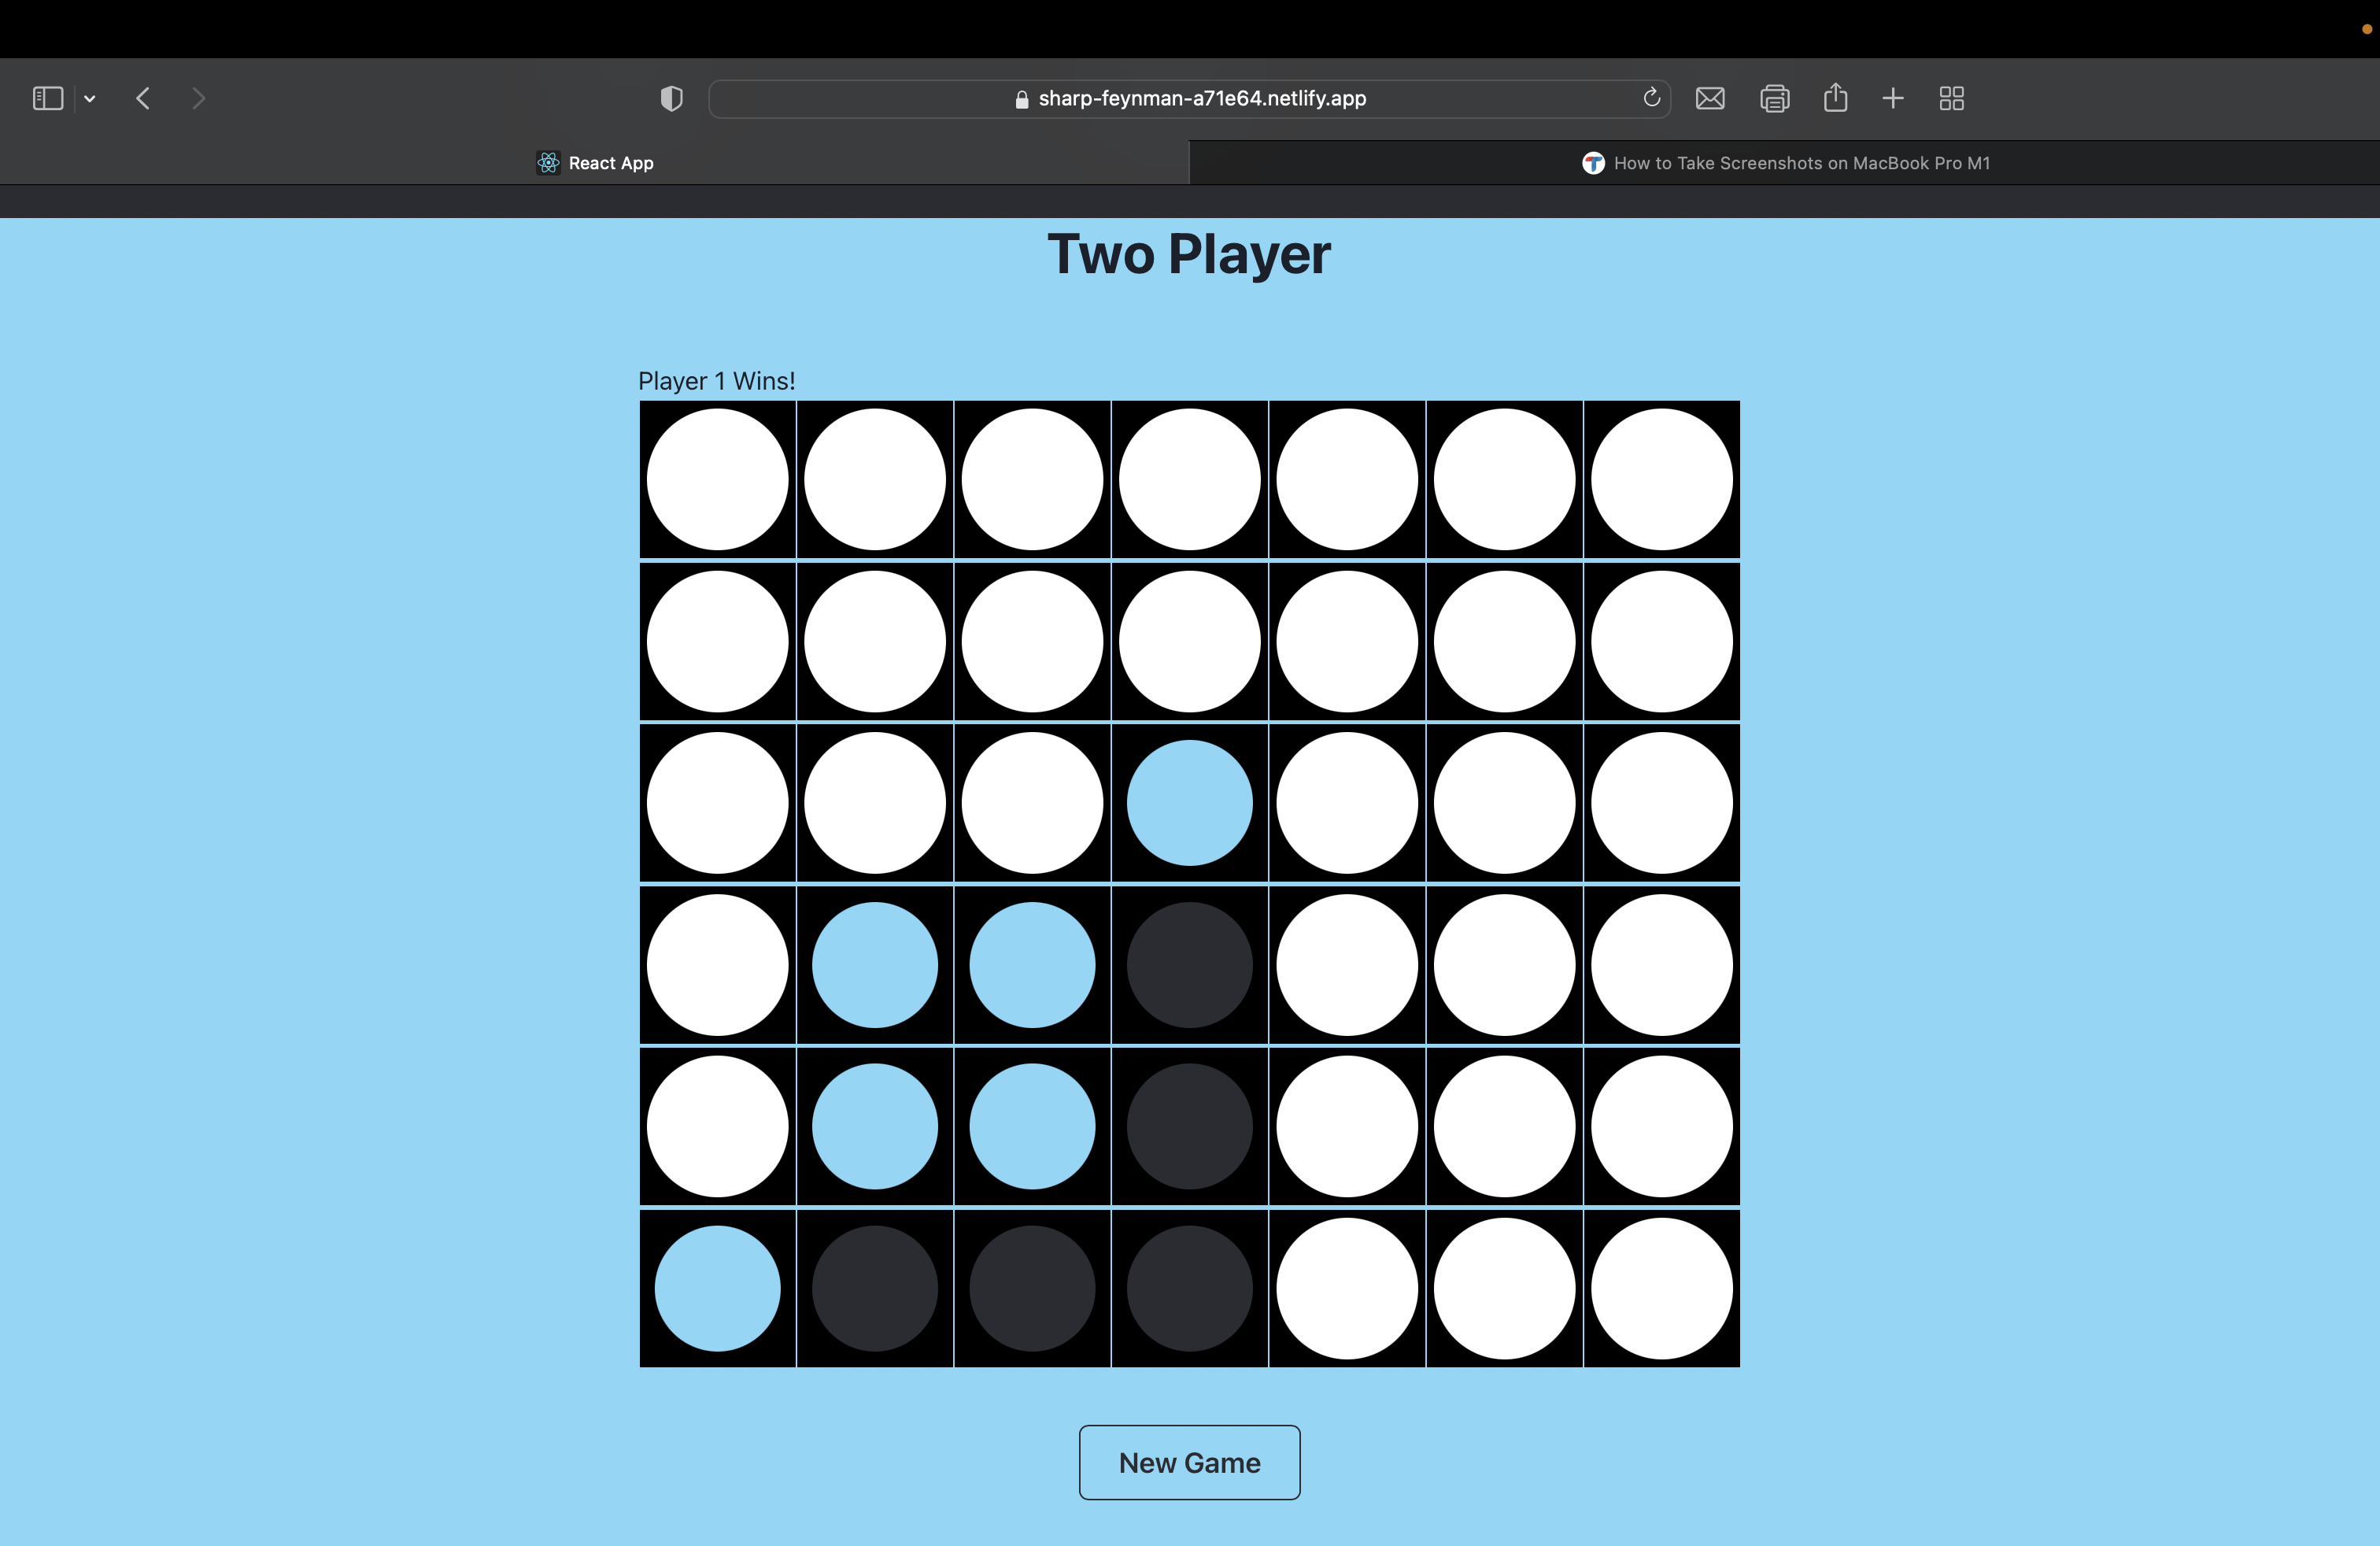 sharp-feynman-a71e64.netlify.app
React App
How to Take Screenshots on MacBook Pro M1
Two Player
Player 1 Wins!
New Game